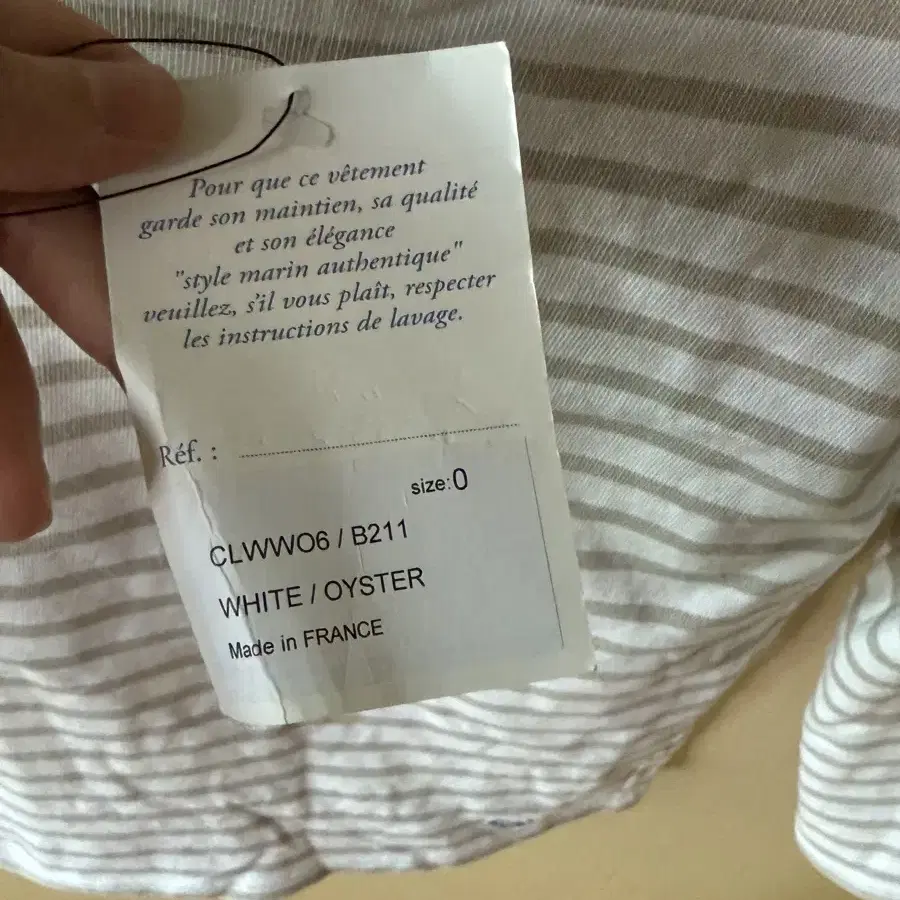 Pour que ce vêtement
garde son maintien, sa qualité
et son élégance
"style marin authentique"
veuillez, s'il vous plaît, respecter
les instructions de lavage.
Réf. :
size:0
CLWWO6 / B211
WHITE / OYSTER
Made in FRANCE